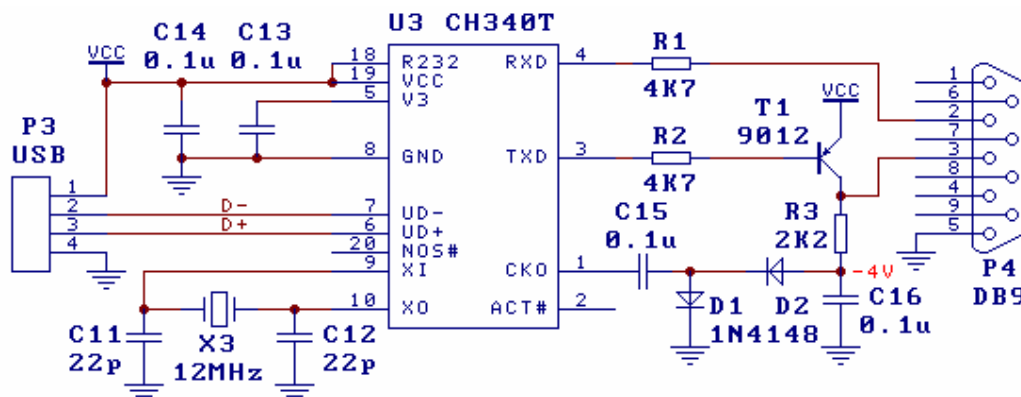 U3 CH340T
C14 C13
VCC
0.1u 0.1u
18 R232
19 VCC
5 V3
8 GND
7 UD-
6 UD+
20 NOS#
9 XI
10 XO
RXD 4
TXD 3
CKO 1
ACT# 2
P3
USB
1
2
3
4
D-
D+
C11
22p
X3
12MHz
C12
22p
R1
4K7
R2
4K7
T1
9012
VCC
C15
0.1u
R3
2K2
D1
1N4148
D2
-4V
C16
0.1u
1
6
2
7
3
8
4
9
5
P4
DB9